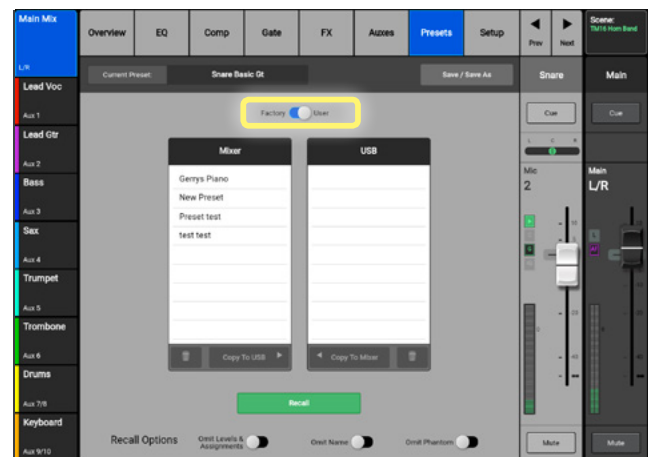 Main Mix
L/R
Overview
EQ
Comp
Gate
FX
Auxes
Presets
Setup
Prev
Next
Scene:
TM16 Horn Band
Current Preset:
Snare Basic Gt
Save / Save As
Snare
Main
Lead Voc
Aux 1
Factory
User
Cue
Cue
Lead Gtr
Aux 2
L C R
Mixer
USB
Bass
Aux 3
Gerrys Piano
New Preset
Preset test
test test
Mic
2
Main
L/R
Sax
Aux 4
Trumpet
Aux 5
Trombone
Aux 6
Copy To USB
Copy To Mixer
Drums
Aux 7/8
Recall
Keyboard
Aux 9/10
Recall Options
Omit Levels &
Assignments
Omit Name
Omit Phantom
Mute
Mute